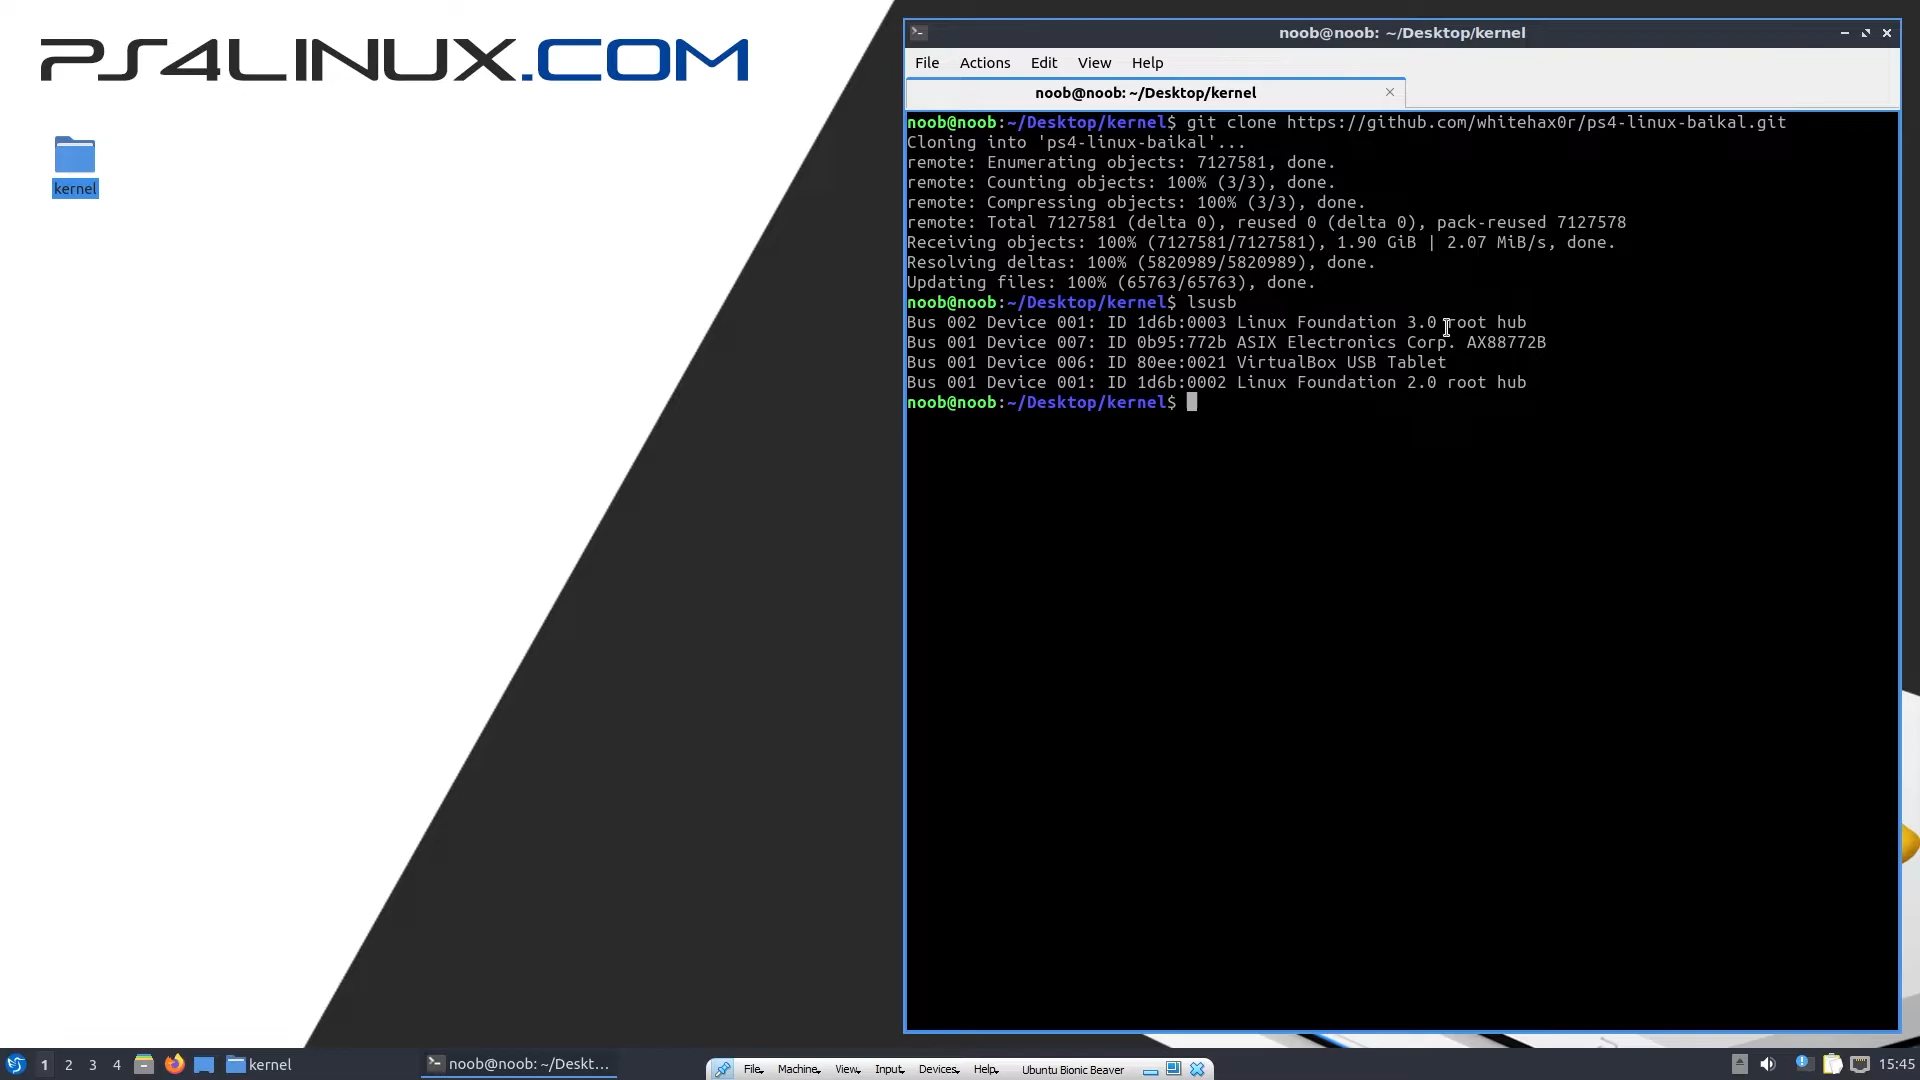 PS4LINUX.COM
kernel
noob@noob: ~/Desktop/kernel
File Actions Edit View Help
noob@noob: ~/Desktop/kernel
noob@noob:~/Desktop/kernel$ git clone https://github.com/whitehax0r/ps4-linux-baikal.git
Cloning into 'ps4-linux-baikal'...
remote: Enumerating objects: 7127581, done.
remote: Counting objects: 100% (3/3), done.
remote: Compressing objects: 100% (3/3), done.
remote: Total 7127581 (delta 0), reused 0 (delta 0), pack-reused 7127578
Receiving objects: 100% (7127581/7127581), 1.90 GiB | 2.07 MiB/s, done.
Resolving deltas: 100% (5820989/5820989), done.
Updating files: 100% (65763/65763), done.
noob@noob:~/Desktop/kernel$ lsusb
Bus 002 Device 001: ID 1d6b:0003 Linux Foundation 3.0 root hub
Bus 001 Device 007: ID 0b95:772b ASIX Electronics Corp. AX88772B
Bus 001 Device 006: ID 80ee:0021 VirtualBox USB Tablet
Bus 001 Device 001: ID 1d6b:0002 Linux Foundation 2.0 root hub
noob@noob:~/Desktop/kernel$
1 2 3 4 kernel noob@noob: ~/Deskt... File Machine View Input Devices Help Ubuntu Bionic Beaver 15:45